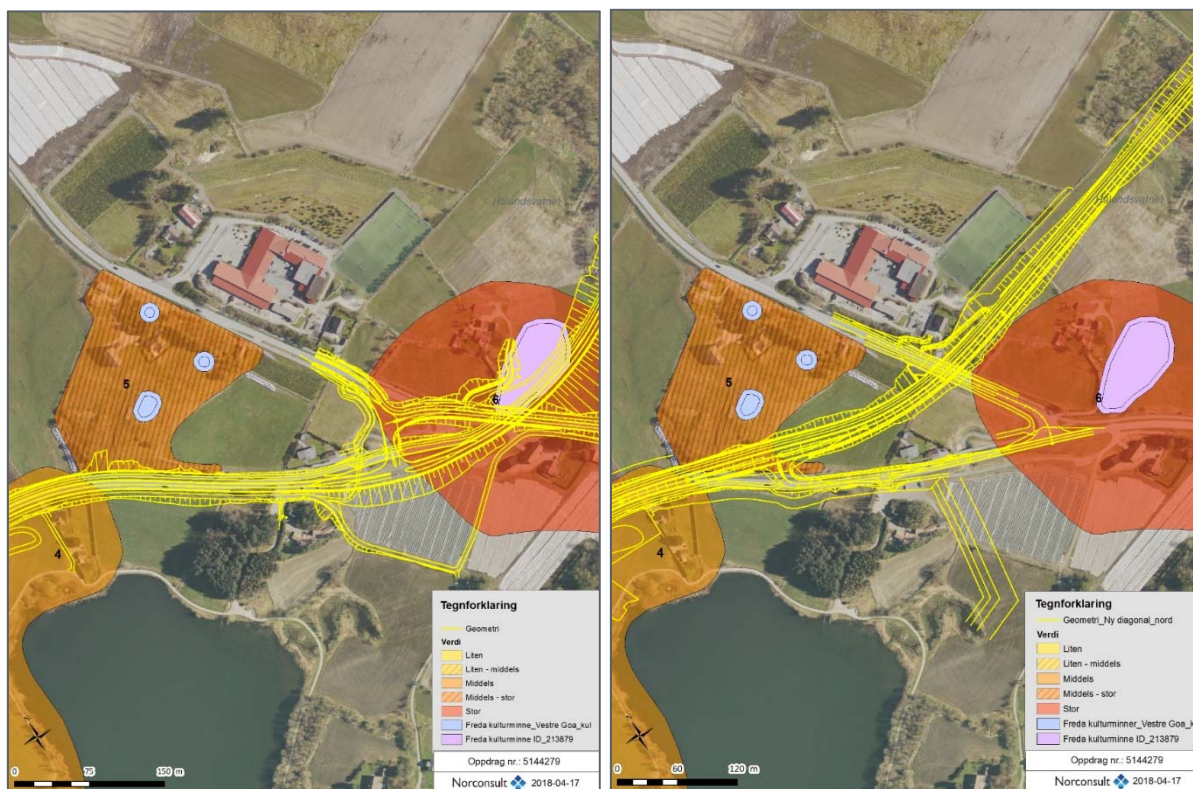 Hålandsvatnet
5
6
4
Tegnforklaring
Geometri
Verdi
Liten
Liten - middels
Middels
Middels - stor
Stor
Freda kulturminne_Vestre Goa_kul
Freda kulturminne ID_213879
Oppdrag nr.: 5144279
Norconsult 2018-04-17
0 75 150 m
Hålandsvatnet
5
6
4
Tegnforklaring
Geometri_Ny diagonal_nord
Verdi
Liten
Liten - middels
Middels
Middels - stor
Stor
Freda kulturminner_Vestre Goa_k
Freda kulturminne ID_213879
Oppdrag nr.: 5144279
Norconsult 2018-04-17
0 60 120 m